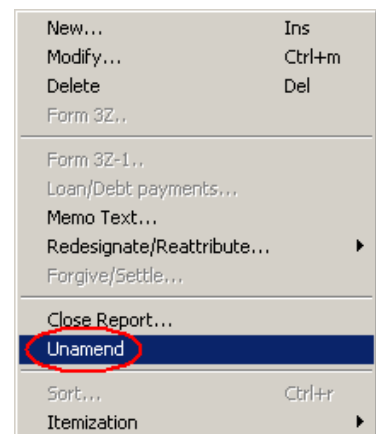 New... Ins
Modify... Ctrl+m
Delete Del
Form 3Z..
Form 3Z-1..
Loan/Debt payments...
Memo Text...
Redesignate/Reattribute...
Forgive/Settle...
Close Report...
Unamend
Sort... Ctrl+r
Itemization